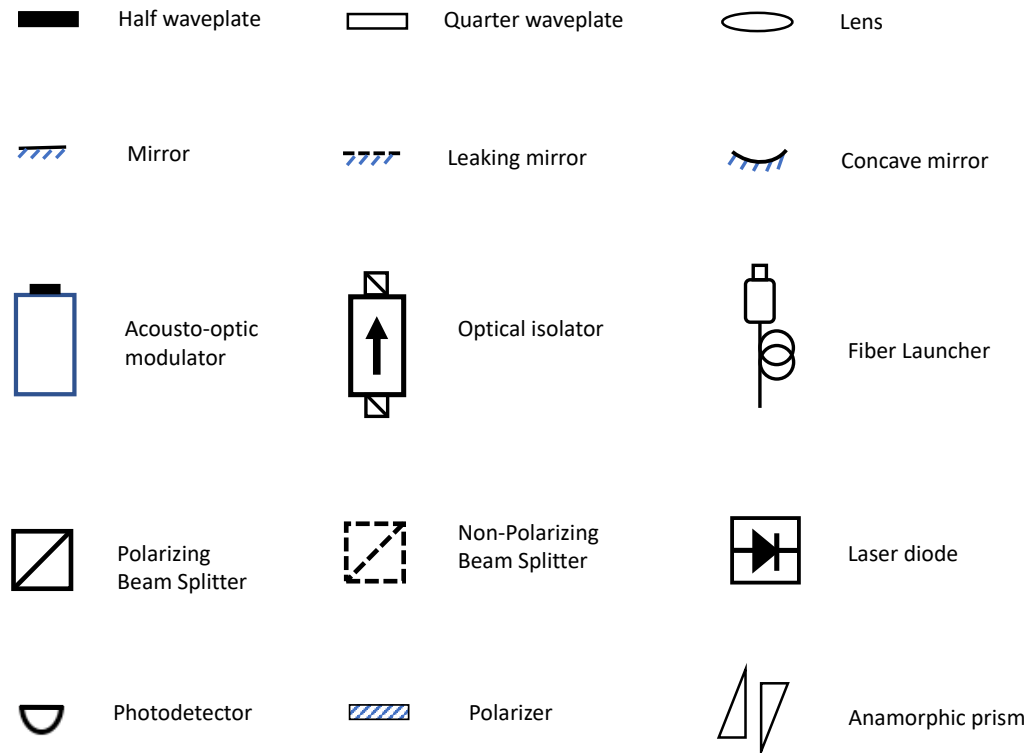 Half waveplate
Quarter waveplate
Lens
Mirror
Leaking mirror
Concave mirror
Acousto-optic
modulator
Optical isolator
Fiber Launcher
Polarizing
Beam Splitter
Non-Polarizing
Beam Splitter
Laser diode
Photodetector
Polarizer
Anamorphic prism